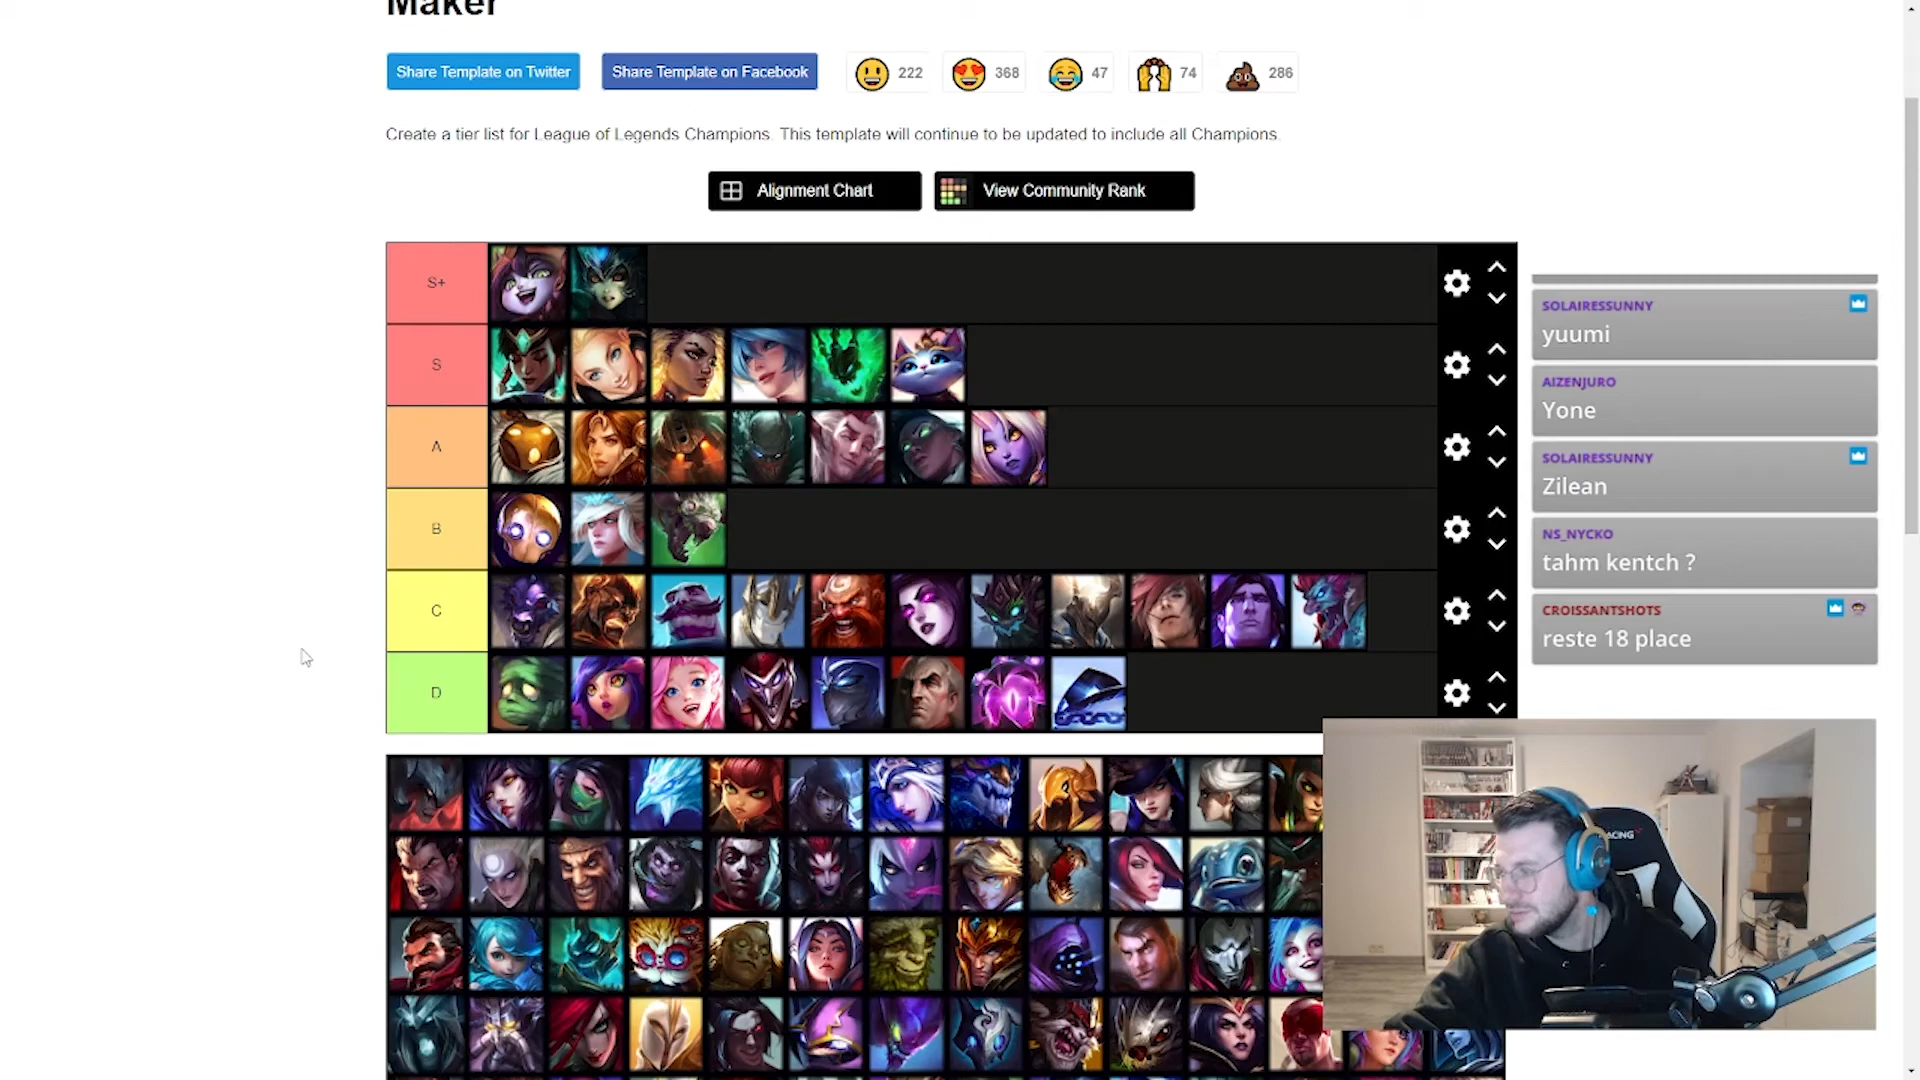 Maker
Share Template on Twitter
Share Template on Facebook
222
368
47
74
286
Create a tier list for League of Legends Champions. This template will continue to be updated to include all Champions.
Alignment Chart
View Community Rank
S+
S
A
B
C
D
SOLAIRESSUNNY
yuumi
AIZENJURO
Yone
SOLAIRESSUNNY
Zilean
NS_NYCKO
tahm kentch ?
CROISSANTSHOTS
reste 18 place
RACING